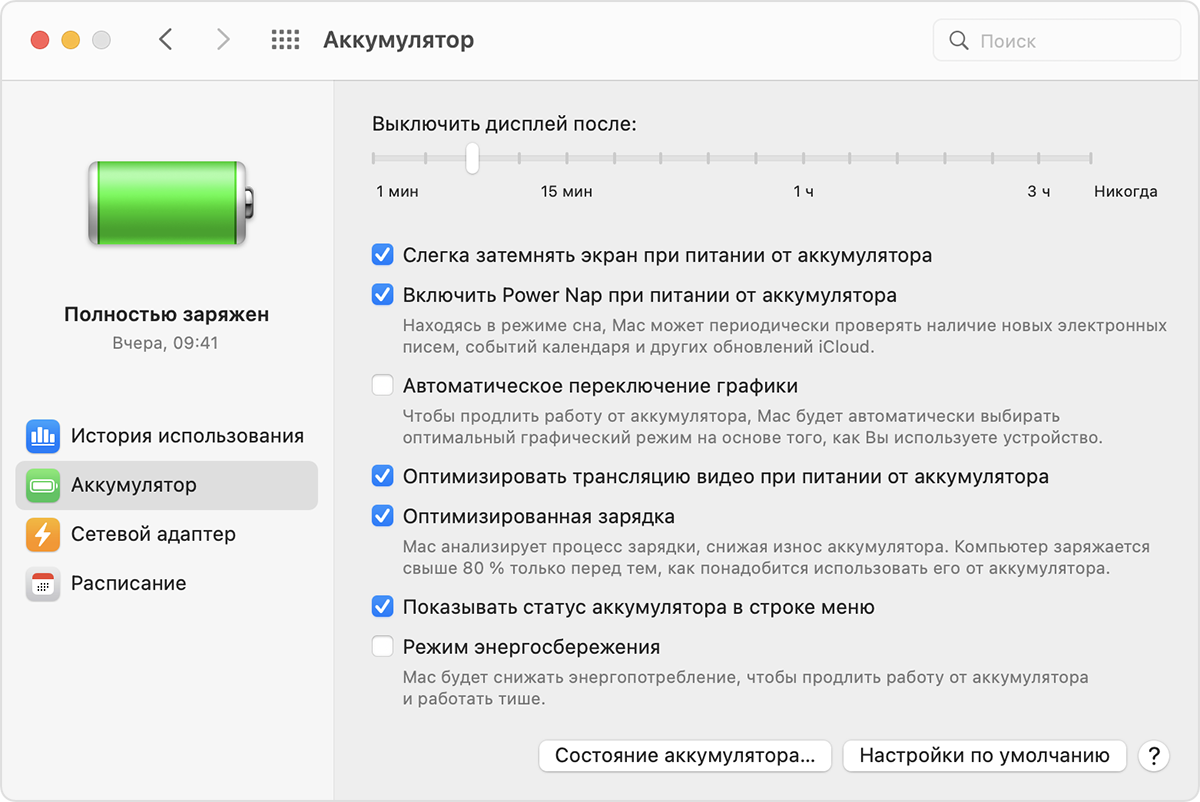 Аккумулятор
Поиск
Полностью заряжен
Вчера, 09:41
История использования
Аккумулятор
Сетевой адаптер
Расписание
Выключить дисплей после:
1 мин 15 мин 1 ч 3 ч Никогда
Слегка затемнять экран при питании от аккумулятора
Включить Power Nap при питании от аккумулятора
Находясь в режиме сна, Mac может периодически проверять наличие новых электронных
писем, событий календаря и других обновлений iCloud.
Автоматическое переключение графики
Чтобы продлить работу от аккумулятора, Mac будет автоматически выбирать
оптимальный графический режим на основе того, как Вы используете устройство.
Оптимизировать трансляцию видео при питании от аккумулятора
Оптимизированная зарядка
Mac анализирует процесс зарядки, снижая износ аккумулятора. Компьютер заряжается
свыше 80 % только перед тем, как понадобится использовать его от аккумулятора.
Показывать статус аккумулятора в строке меню
Режим энергосбережения
Mac будет снижать энергопотребление, чтобы продлить работу от аккумулятора
и работать тише.
Состояние аккумулятора... Настройки по умолчанию ?